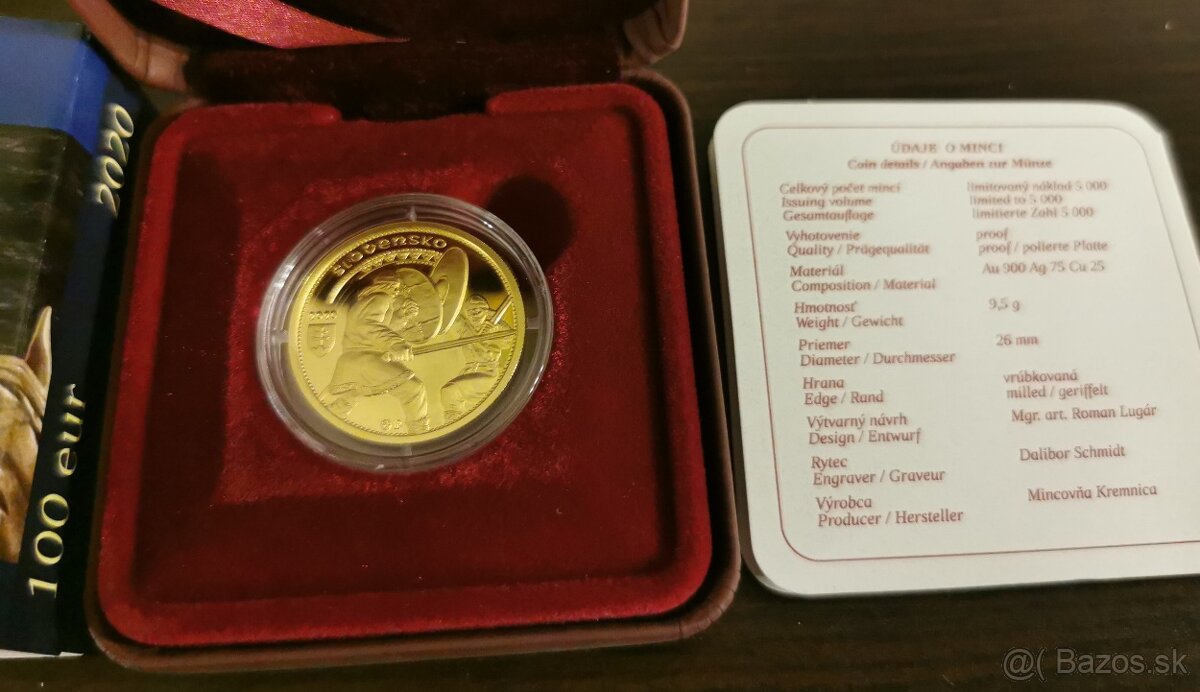 2020
100 eur
Slovensko
ÚDAJE O MINCI
Coin details / Angaben zur Münze
Celkový počet mincí
Issuing volume
Gesamtauflage
limitovaný náklad 5 000
limited to 5 000
limitierte Zahl 5 000
Vyhotovenie
Quality / Prägequalität
proof
proof / polierte Platte
Materiál
Composition / Material
Au 900 Ag 75 Cu 25
Hmotnosť
Weight / Gewicht
9,5 g
Priemer
Diameter / Durchmesser
26 mm
Hrana
Edge / Rand
vrúbkovaná
milled / geriffelt
Výtvarný návrh
Design / Entwurf
Mgr. art. Roman Lugár
Rytec
Engraver / Graveur
Dalibor Schmidt
Výrobca
Producer / Hersteller
Mincovňa Kremnica
@( Bazos.sk